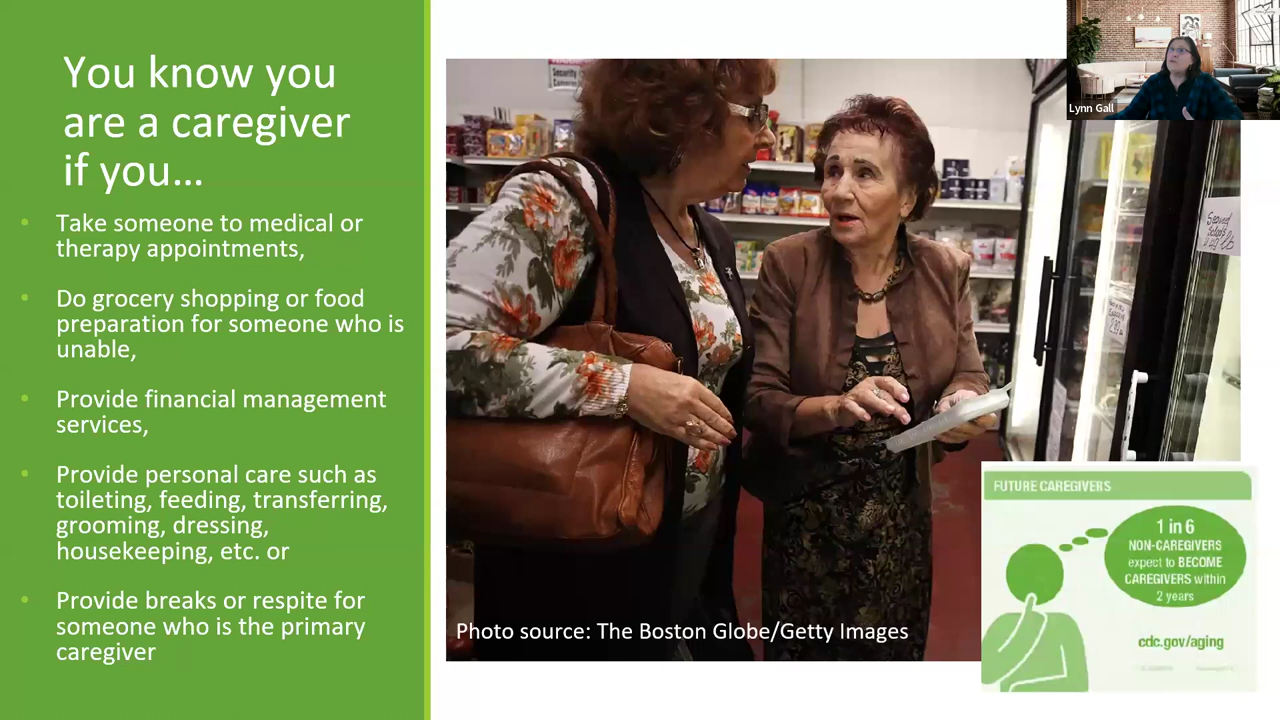 You know you
are a caregiver
if you...
• Take someone to medical or
therapy appointments,
• Do grocery shopping or food
preparation for someone who is
unable,
• Provide financial management
services,
• Provide personal care such as
toileting, feeding, transferring,
grooming, dressing,
housekeeping, etc. or
• Provide breaks or respite for
someone who is the primary
caregiver
Security
Photo source: The Boston Globe/Getty Images
Lynn Gall
FUTURE CAREGIVERS
1 in 6
NON-CAREGIVERS
expect to BECOME
CAREGIVERS within
2 years
cdc.gov/aging